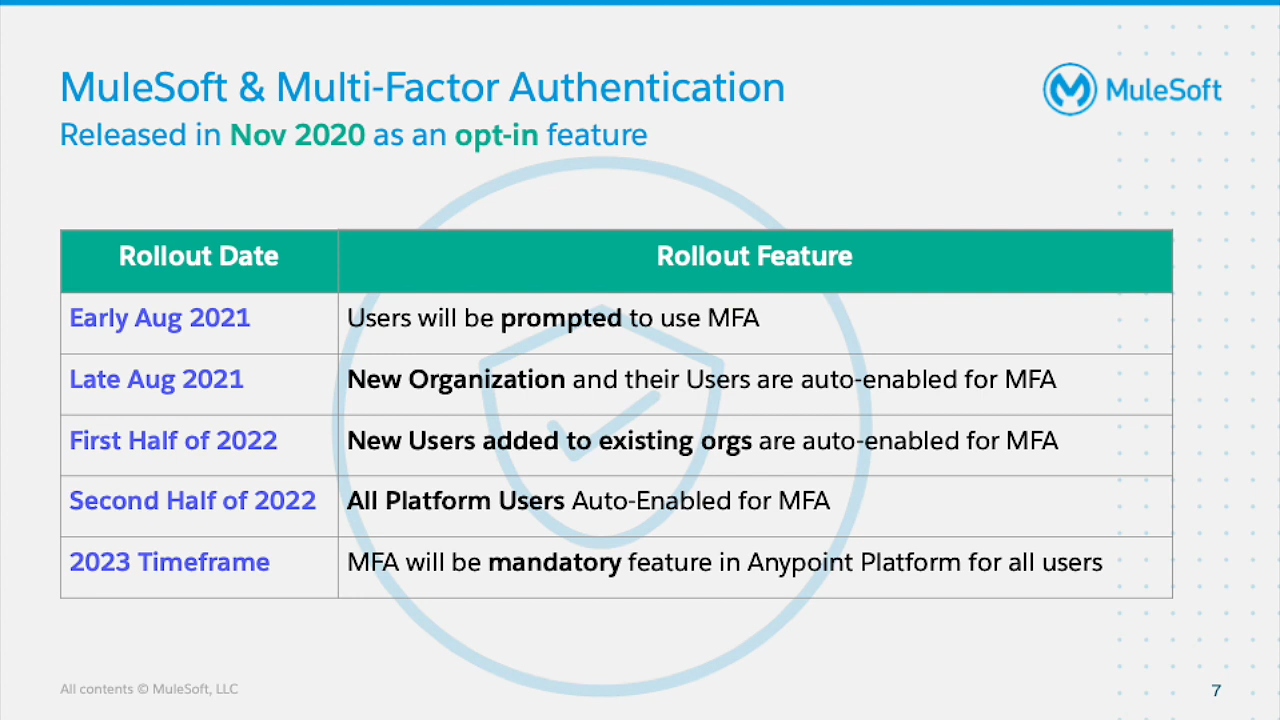 MuleSoft & Multi-Factor Authentication
MuleSoft
Released in Nov 2020 as an opt-in feature
Rollout Date Rollout Feature
Early Aug 2021 Users will be prompted to use MFA
Late Aug 2021 New Organization and their Users are auto-enabled for MFA
First Half of 2022 New Users added to existing orgs are auto-enabled for MFA
Second Half of 2022 All Platform Users Auto-Enabled for MFA
2023 Timeframe MFA will be mandatory feature in Anypoint Platform for all users
All contents © MuleSoft, LLC
7